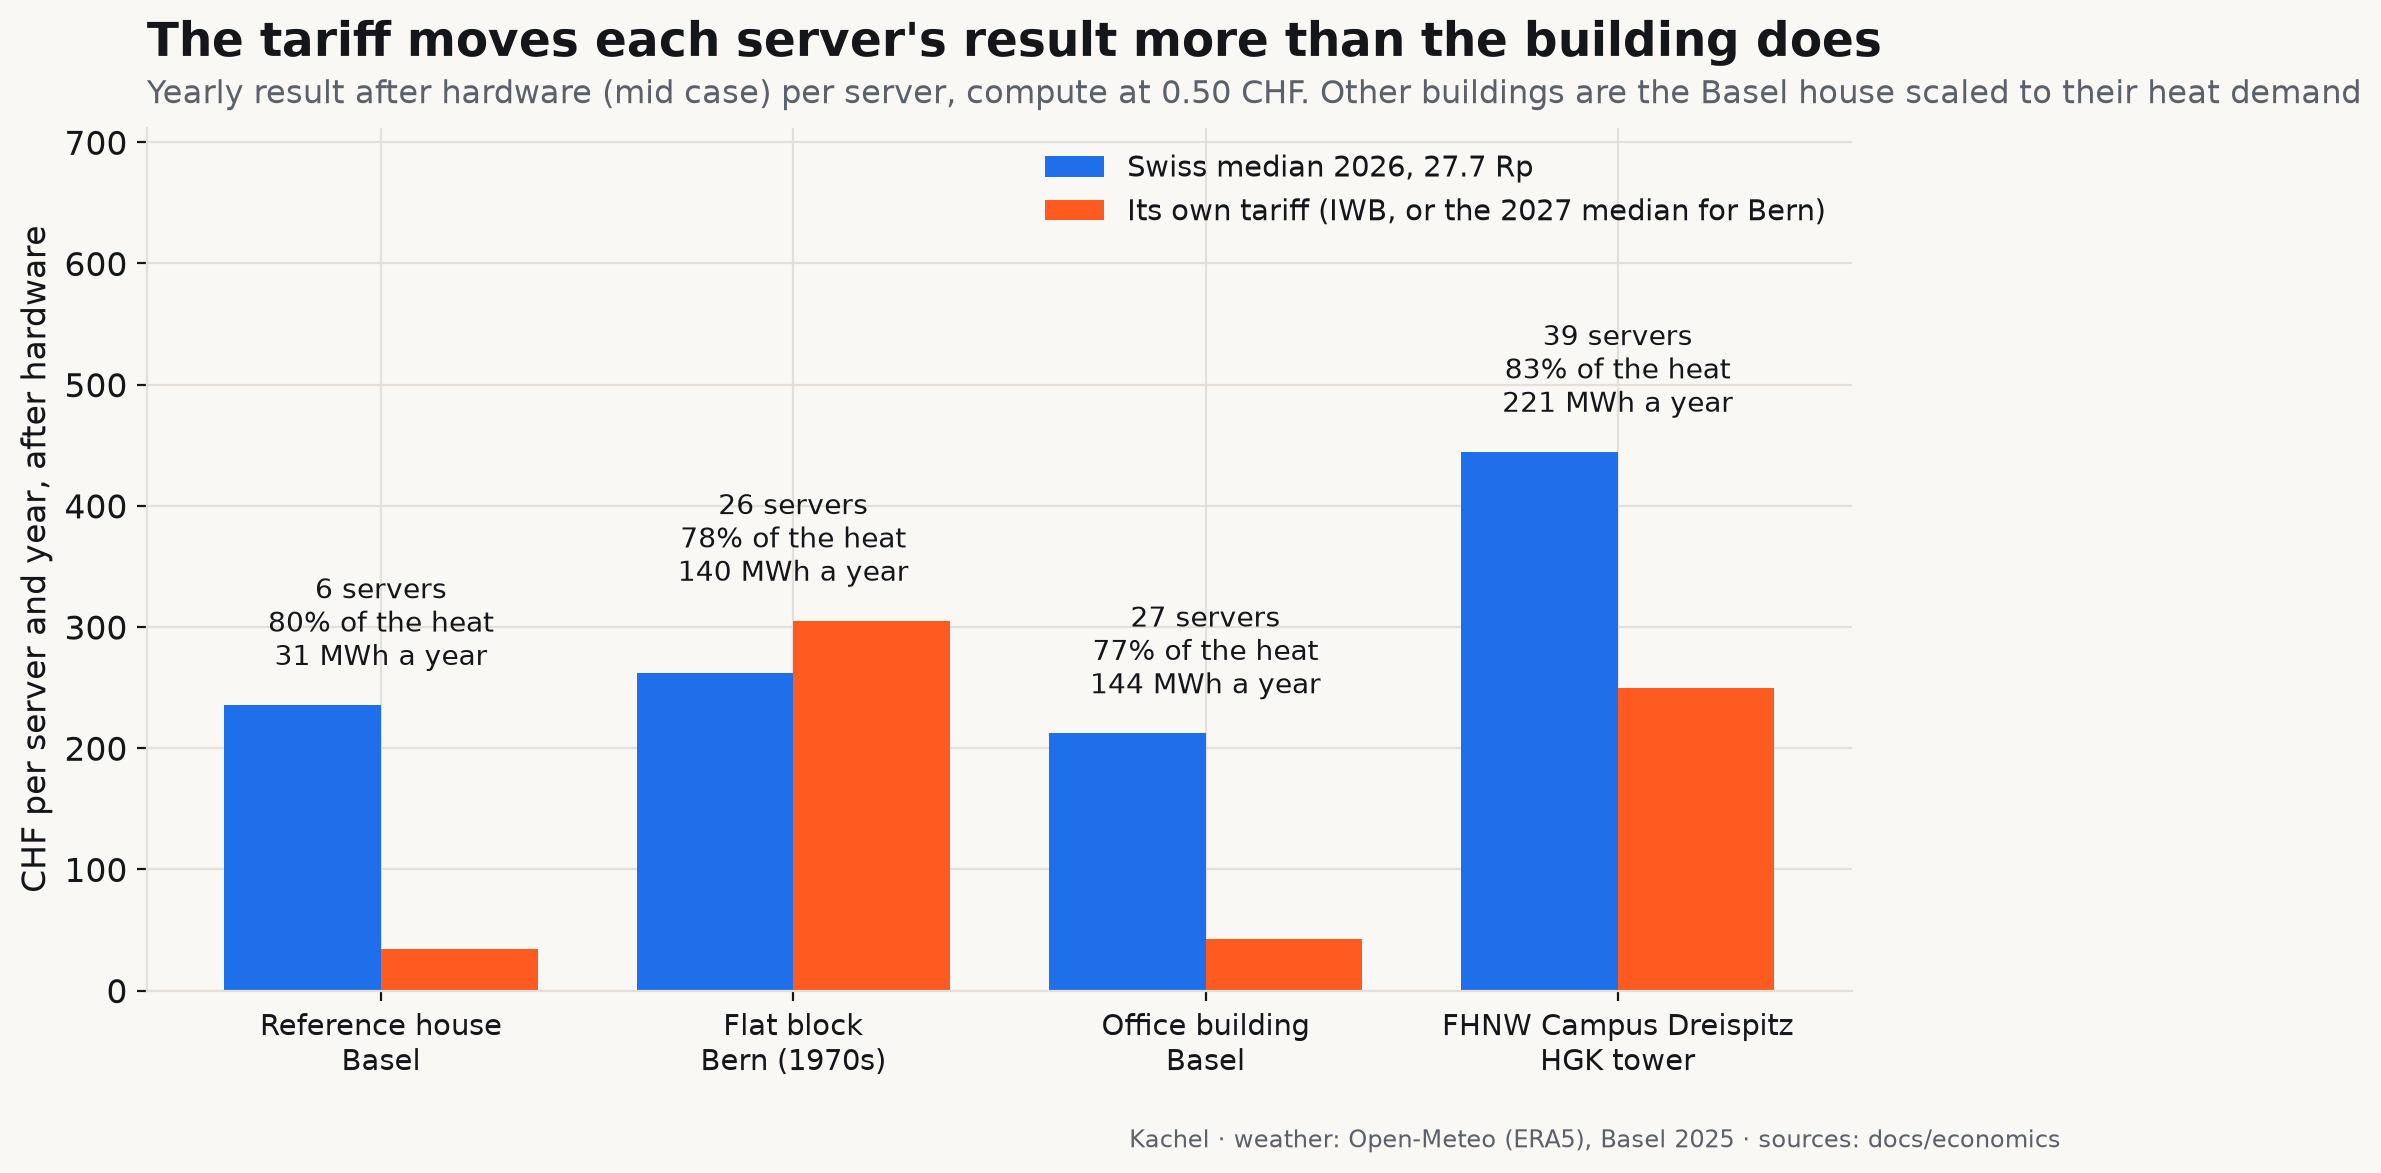 The tariff moves each server's result more than the building does
Yearly result after hardware (mid case) per server, compute at 0.50 CHF. Other buildings are the Basel house scaled to their heat demand
CHF per server and year, after hardware
700
600
500
400
300
200
100
0
Swiss median 2026, 27.7 Rp
Its own tariff (IWB, or the 2027 median for Bern)
6 servers
80% of the heat
31 MWh a year
26 servers
78% of the heat
140 MWh a year
27 servers
77% of the heat
144 MWh a year
39 servers
83% of the heat
221 MWh a year
Reference house
Basel
Flat block
Bern (1970s)
Office building
Basel
FHNW Campus Dreispitz
HGK tower
Kachel · weather: Open-Meteo (ERA5), Basel 2025 · sources: docs/economics